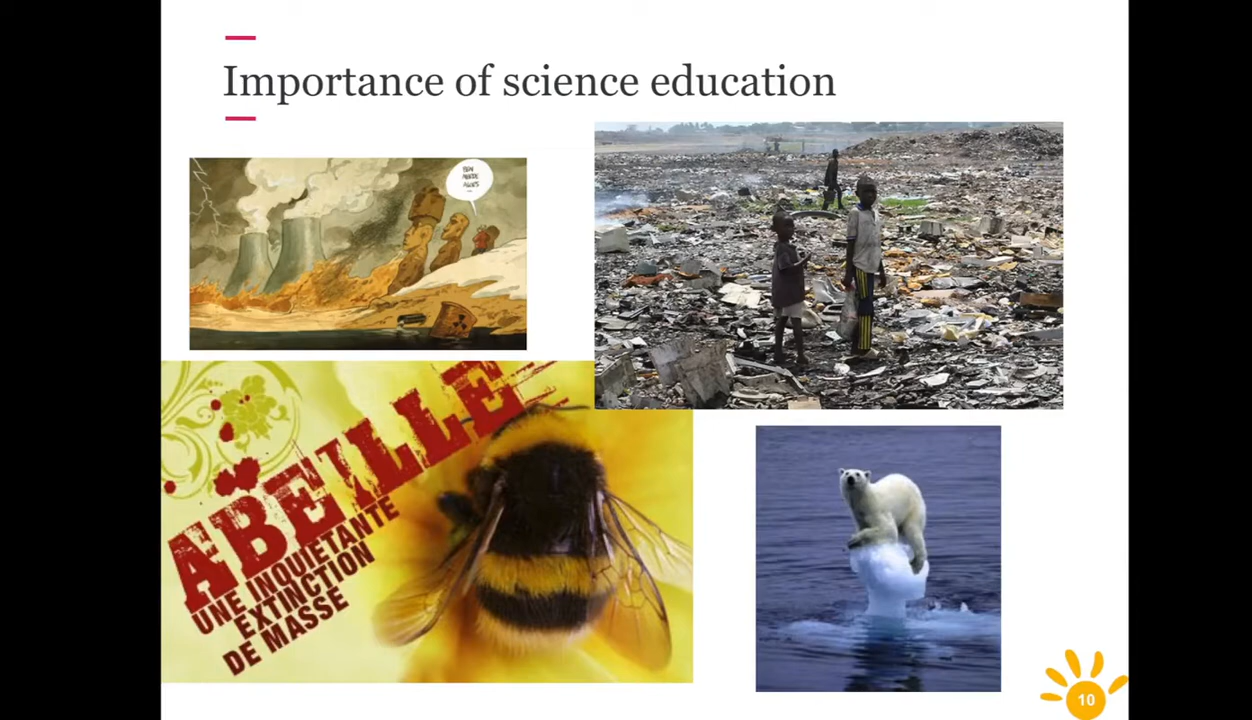 Importance of science education
ABEILLE
UNE INQUIETANTE
EXTINCTION
DE MASSE
10